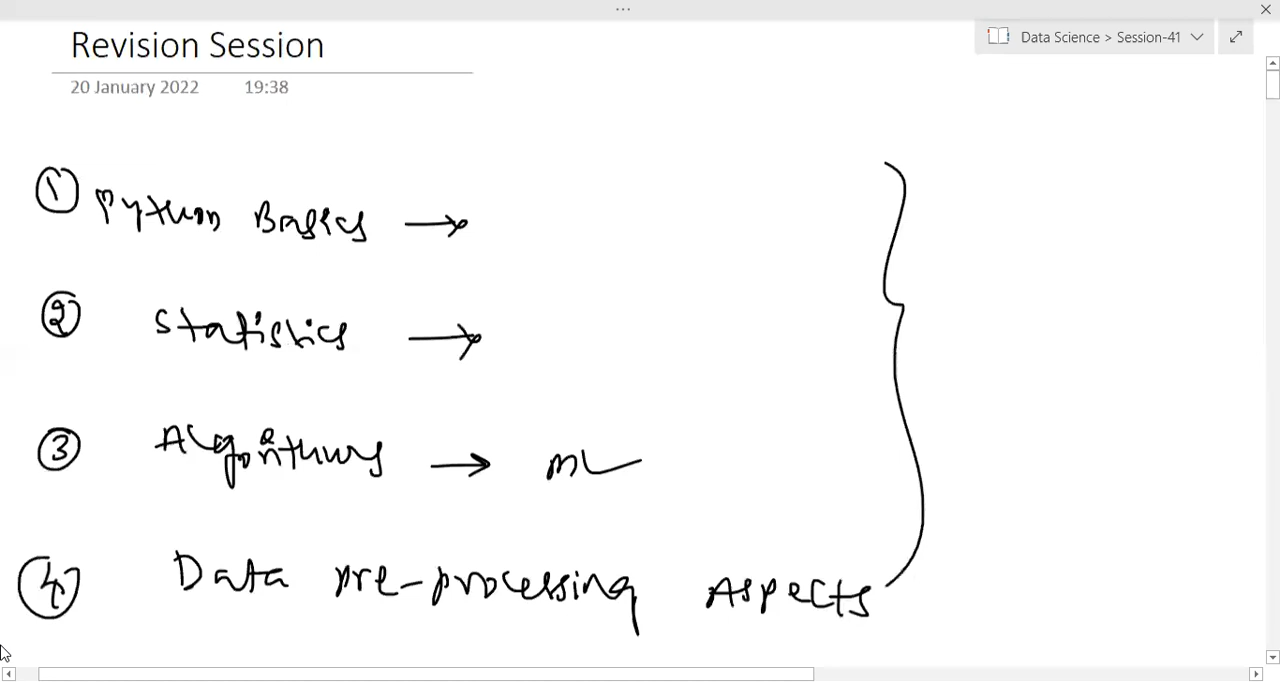 Revision Session
Data Science > Session-41
20 January 2022 19:38
① Python Basics →
② Statistics →
③ Algorithms → ML
④ Data pre-processing Aspects